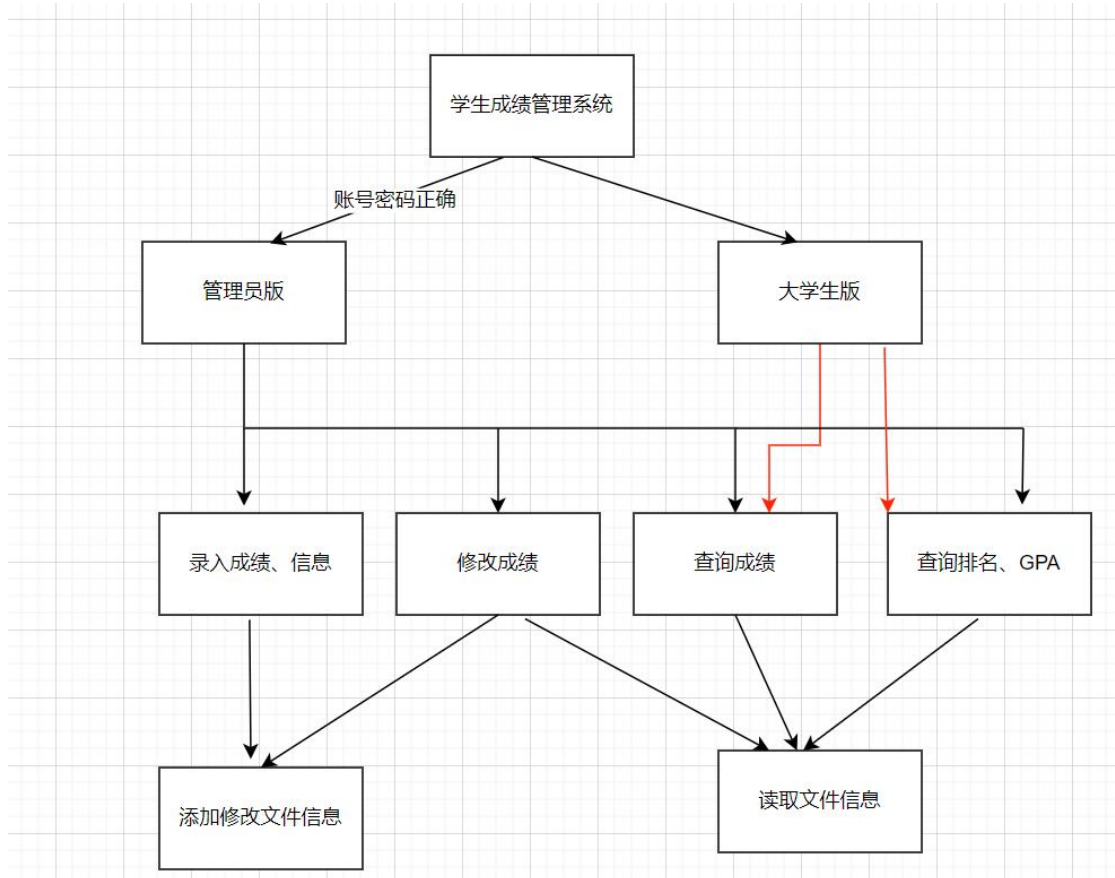 学生成绩管理系统
账号密码正确
管理员版
大学生版
录入成绩、信息
修改成绩
查询成绩
查询排名、GPA
添加修改文件信息
读取文件信息